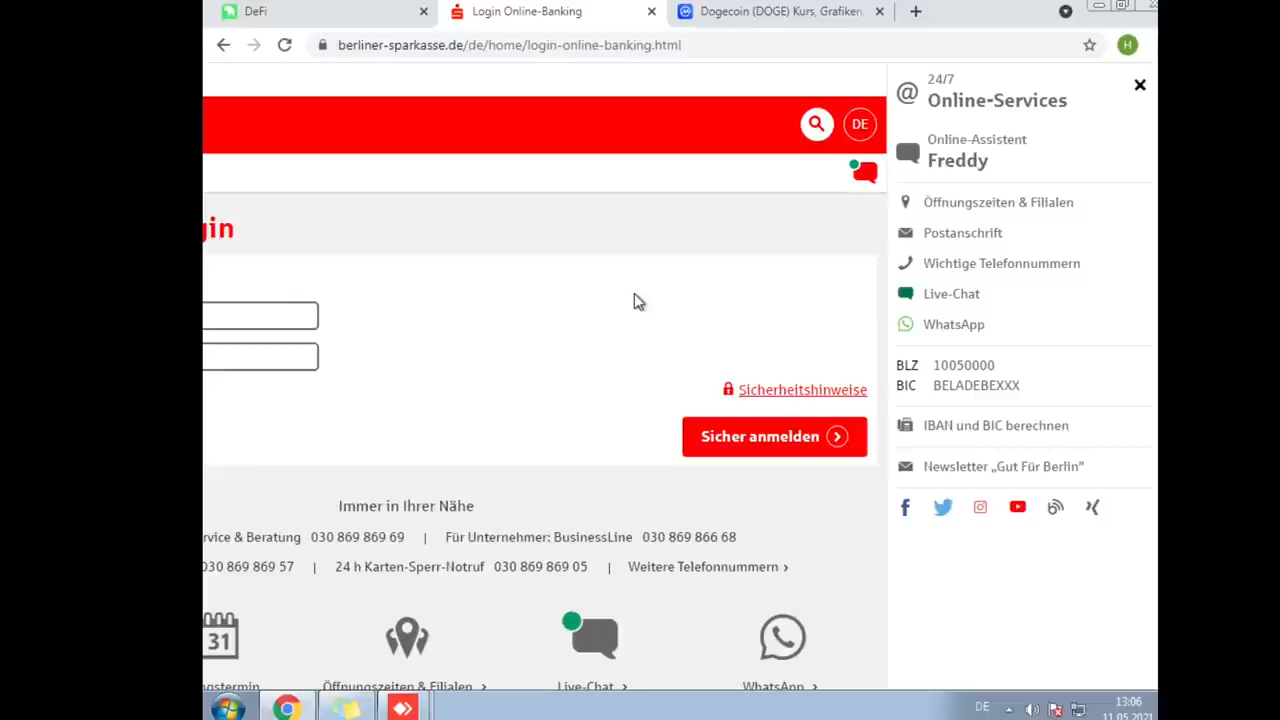 DeFi
Login Online-Banking
Dogecoin (DOGE) Kurs, Grafiken,
berliner-sparkasse.de/de/home/login-online-banking.html
H
24/7
Online-Services
DE
Online-Assistent
Freddy
gin
Öffnungszeiten & Filialen
Postanschrift
Wichtige Telefonnummern
Live-Chat
WhatsApp
BLZ 10050000
BIC BELADEBEXXX
Sicherheitshinweise
Sicher anmelden
IBAN und BIC berechnen
Newsletter „Gut Für Berlin"
Immer in Ihrer Nähe
rvice & Beratung 030 869 869 69 | Für Unternehmer: BusinessLine 030 869 866 68
030 869 869 57 | 24 h Karten-Sperr-Notruf 030 869 869 05 | Weitere Telefonnummern ›
31
ngstermin Öffnungszeiten & Filialen › Live-Chat › WhatsApp ›
DE
13:06
11.05.2021